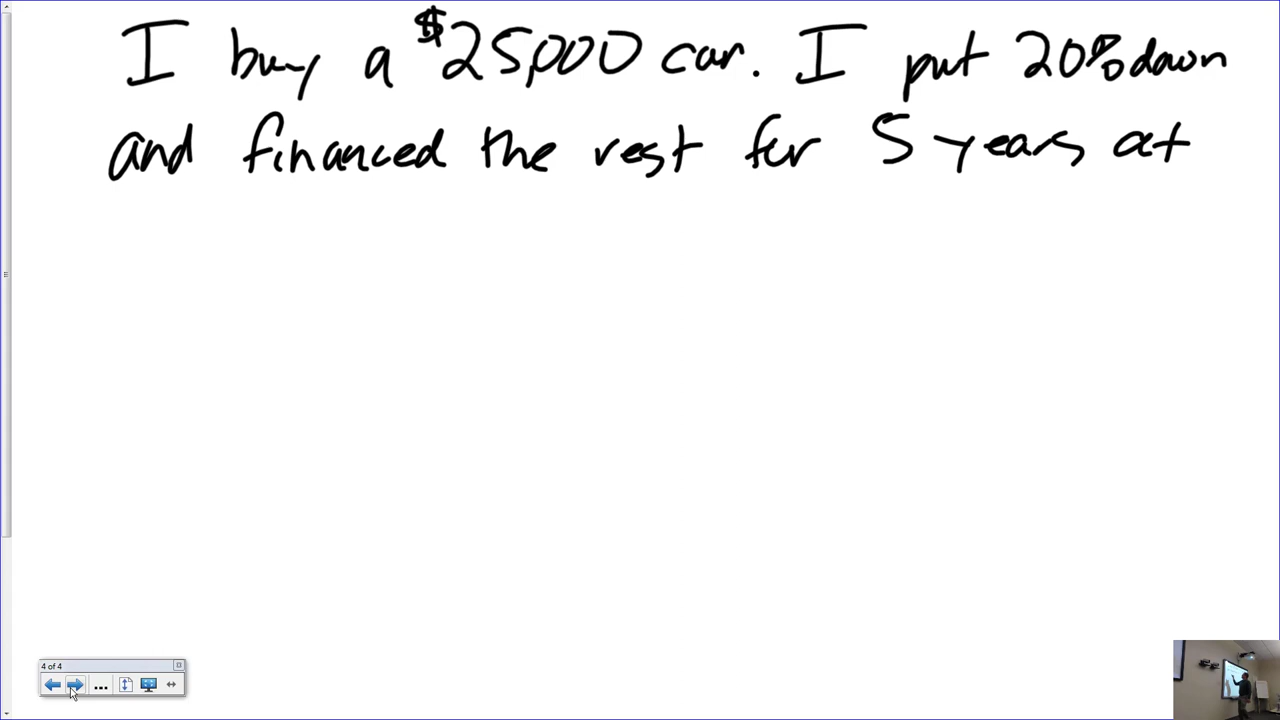 I buy a $25,000 car. I put 20% down
and financed the rest for 5 years at
4 of 4
...